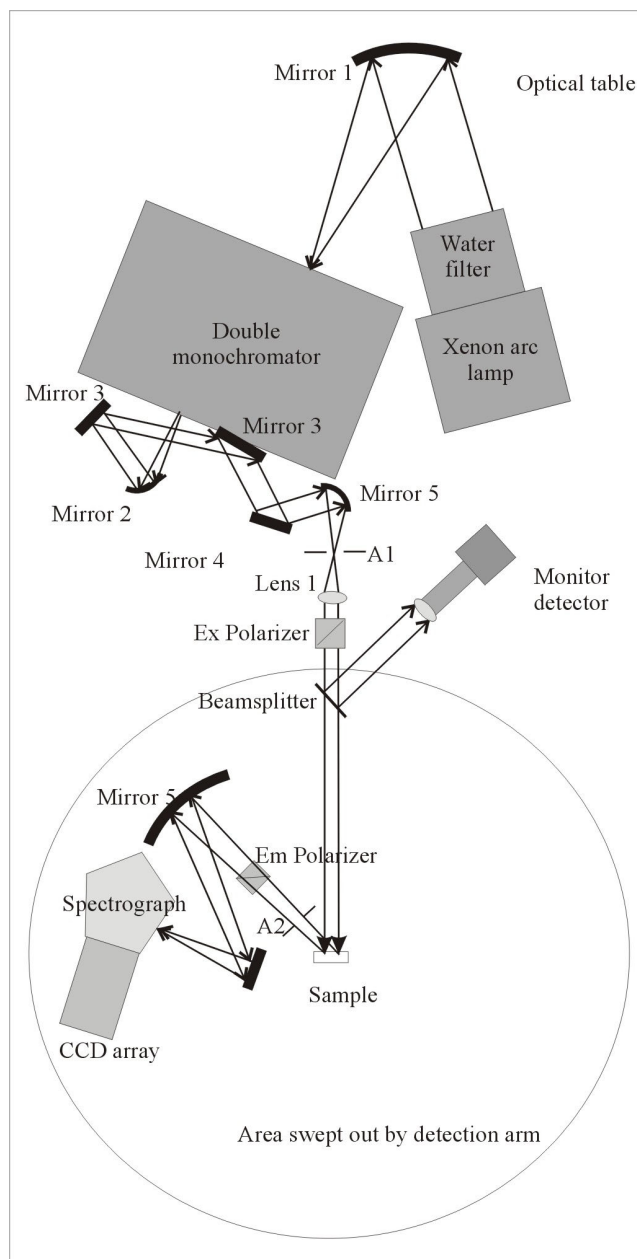 Mirror 1
Optical table
Water
filter
Double
monochromator
Xenon arc
lamp
Mirror 3
Mirror 3
Mirror 2
Mirror 5
Mirror 4
A1
Lens 1
Monitor
detector
Ex Polarizer
Beamsplitter
Mirror 5
Em Polarizer
Spectrograph
A2
Sample
CCD array
Area swept out by detection arm